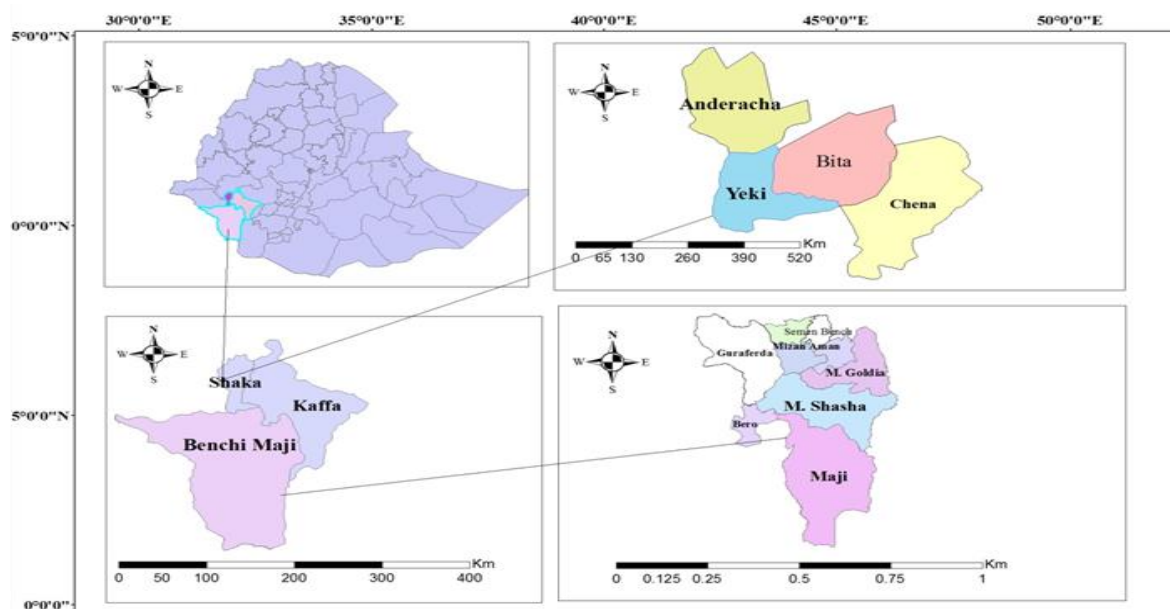 30°0'0"E 35°0'0"E 40°0'0"E 45°0'0"E 50°0'0"E
5°0'0"N
0°0'0"N
5°0'0"N
0°0'0"N
N
W E
S
N
W E
S
Anderacha
Bita
Yeki
Chena
Km
0 65 130 260 390 520
N
W E
S
Shaka
Kaffa
Benchi Maji
Km
0 50 100 200 300 400
N
W E
S
Semen Bench
Mizan Aman
Guraferda
M. Goldia
M. Shasha
Bero
Maji
Km
0 0.125 0.25 0.5 0.75 1